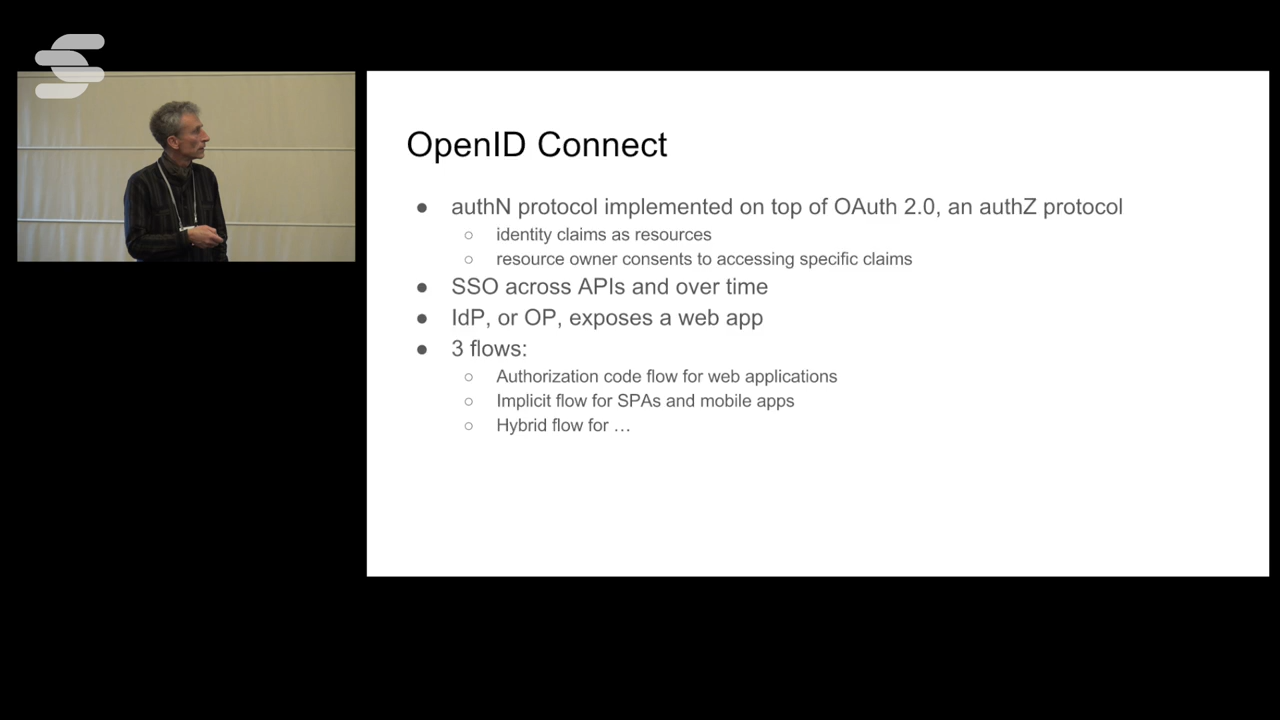 OpenID Connect
● authN protocol implemented on top of OAuth 2.0, an authZ protocol
○ identity claims as resources
○ resource owner consents to accessing specific claims
● SSO across APIs and over time
● IdP, or OP, exposes a web app
● 3 flows:
○ Authorization code flow for web applications
○ Implicit flow for SPAs and mobile apps
○ Hybrid flow for …